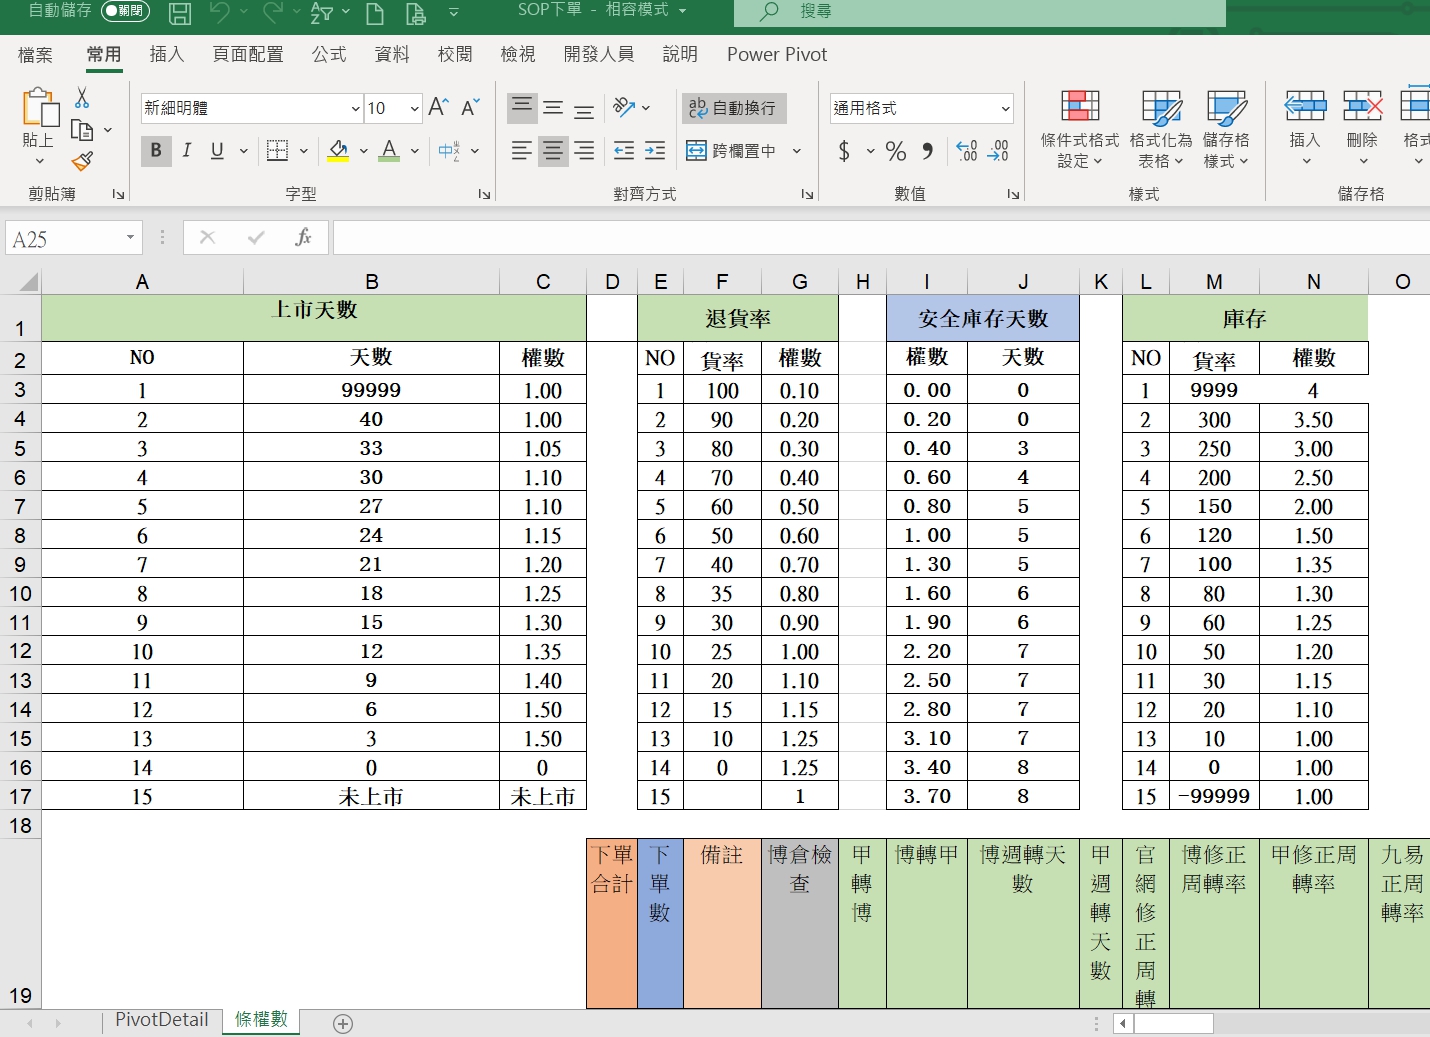 自動儲存 關閉 SOP下單 - 相容模式 搜尋
檔案 常用 插入 頁面配置 公式 資料 校閱 檢視 開發人員 說明 Power Pivot
新細明體 10 自動換行 通用格式
貼上 B I U A 中 跨欄置中 $ % 條件式格式設定 格式化為表格 儲存格樣式 插入 刪除 格式
剪貼簿 字型 對齊方式 數值 樣式 儲存格
A25 fx
A B C D E F G H I J K L M N O
1 上市天數 退貨率 安全庫存天數 庫存
2 NO 天數 權數 NO 貨率 權數 權數 天數 NO 貨率 權數
3 1 99999 1.00 1 100 0.10 0.00 0 1 9999 4
4 2 40 1.00 2 90 0.20 0.20 0 2 300 3.50
5 3 33 1.05 3 80 0.30 0.40 3 3 250 3.00
6 4 30 1.10 4 70 0.40 0.60 4 4 200 2.50
7 5 27 1.10 5 60 0.50 0.80 5 5 150 2.00
8 6 24 1.15 6 50 0.60 1.00 5 6 120 1.50
9 7 21 1.20 7 40 0.70 1.30 5 7 100 1.35
10 8 18 1.25 8 35 0.80 1.60 6 8 80 1.30
11 9 15 1.30 9 30 0.90 1.90 6 9 60 1.25
12 10 12 1.35 10 25 1.00 2.20 7 10 50 1.20
13 11 9 1.40 11 20 1.10 2.50 7 11 30 1.15
14 12 6 1.50 12 15 1.15 2.80 7 12 20 1.10
15 13 3 1.50 13 10 1.25 3.10 7 13 10 1.00
16 14 0 0 14 0 1.25 3.40 8 14 0 1.00
17 15 未上市 未上市 15 1 3.70 8 15 -99999 1.00
18
19 下單合計 下單數 備註 博倉檢查 甲轉博 博轉甲 博週轉天數 甲週轉天數 官網修正周轉 博修正周轉率 甲修正周轉率 九易正周轉率
PivotDetail 條權數